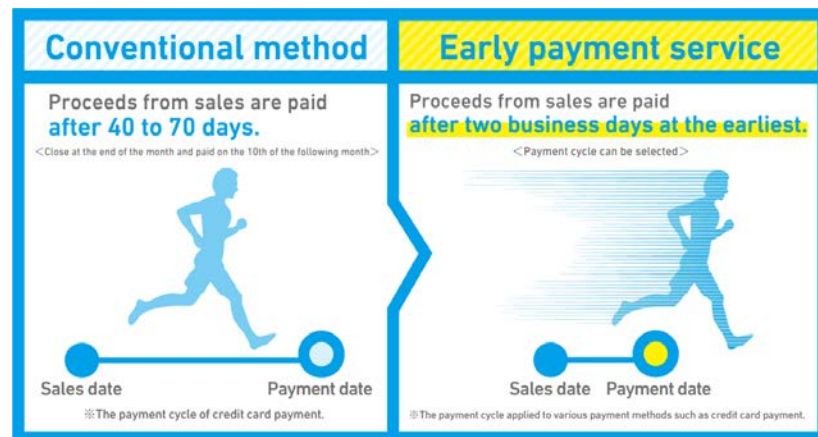 Conventional method
Proceeds from sales are paid
after 40 to 70 days.
<Close at the end of the month and paid on the 10th of the following month>
Sales date
Payment date
※The payment cycle of credit card payment.
Early payment service
Proceeds from sales are paid
after two business days at the earliest.
<Payment cycle can be selected>
Sales date
Payment date
※The payment cycle applied to various payment methods such as credit card payment.